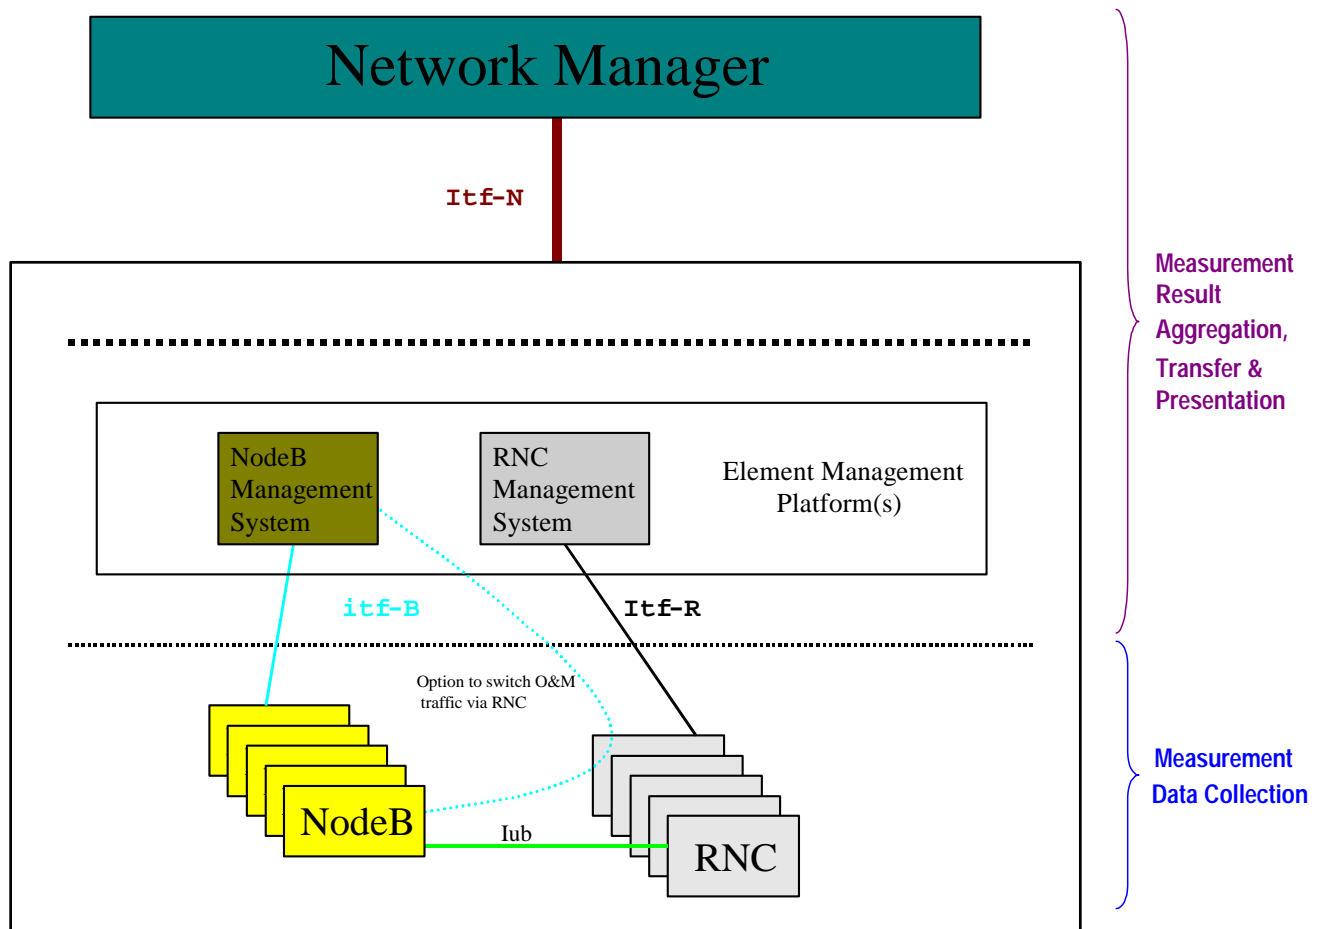 Network Manager
Itf-N
Measurement
Result
Aggregation,
Transfer &
Presentation
NodeB
Management
System
RNC
Management
System
Element Management
Platform(s)
itf-B
Itf-R
Option to switch O&M
traffic via RNC
Measurement
Data Collection
NodeB
Iub
RNC